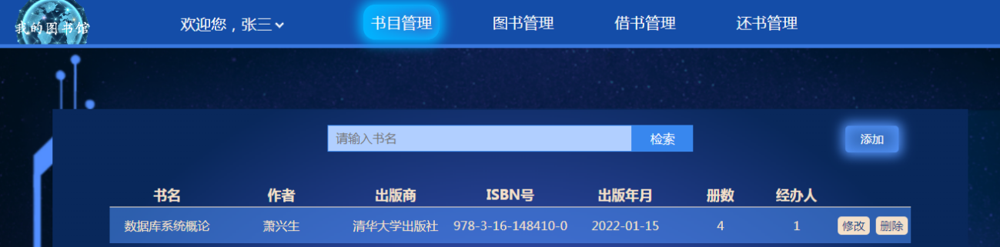 我的图书馆 欢迎您，张三 书目管理 图书管理 借书管理 还书管理
请输入书名 检索 添加
书名 作者 出版商 ISBN号 出版年月 册数 经办人
数据库系统概论 萧兴生 清华大学出版社 978-3-16-148410-0 2022-01-15 4 1 修改 删除